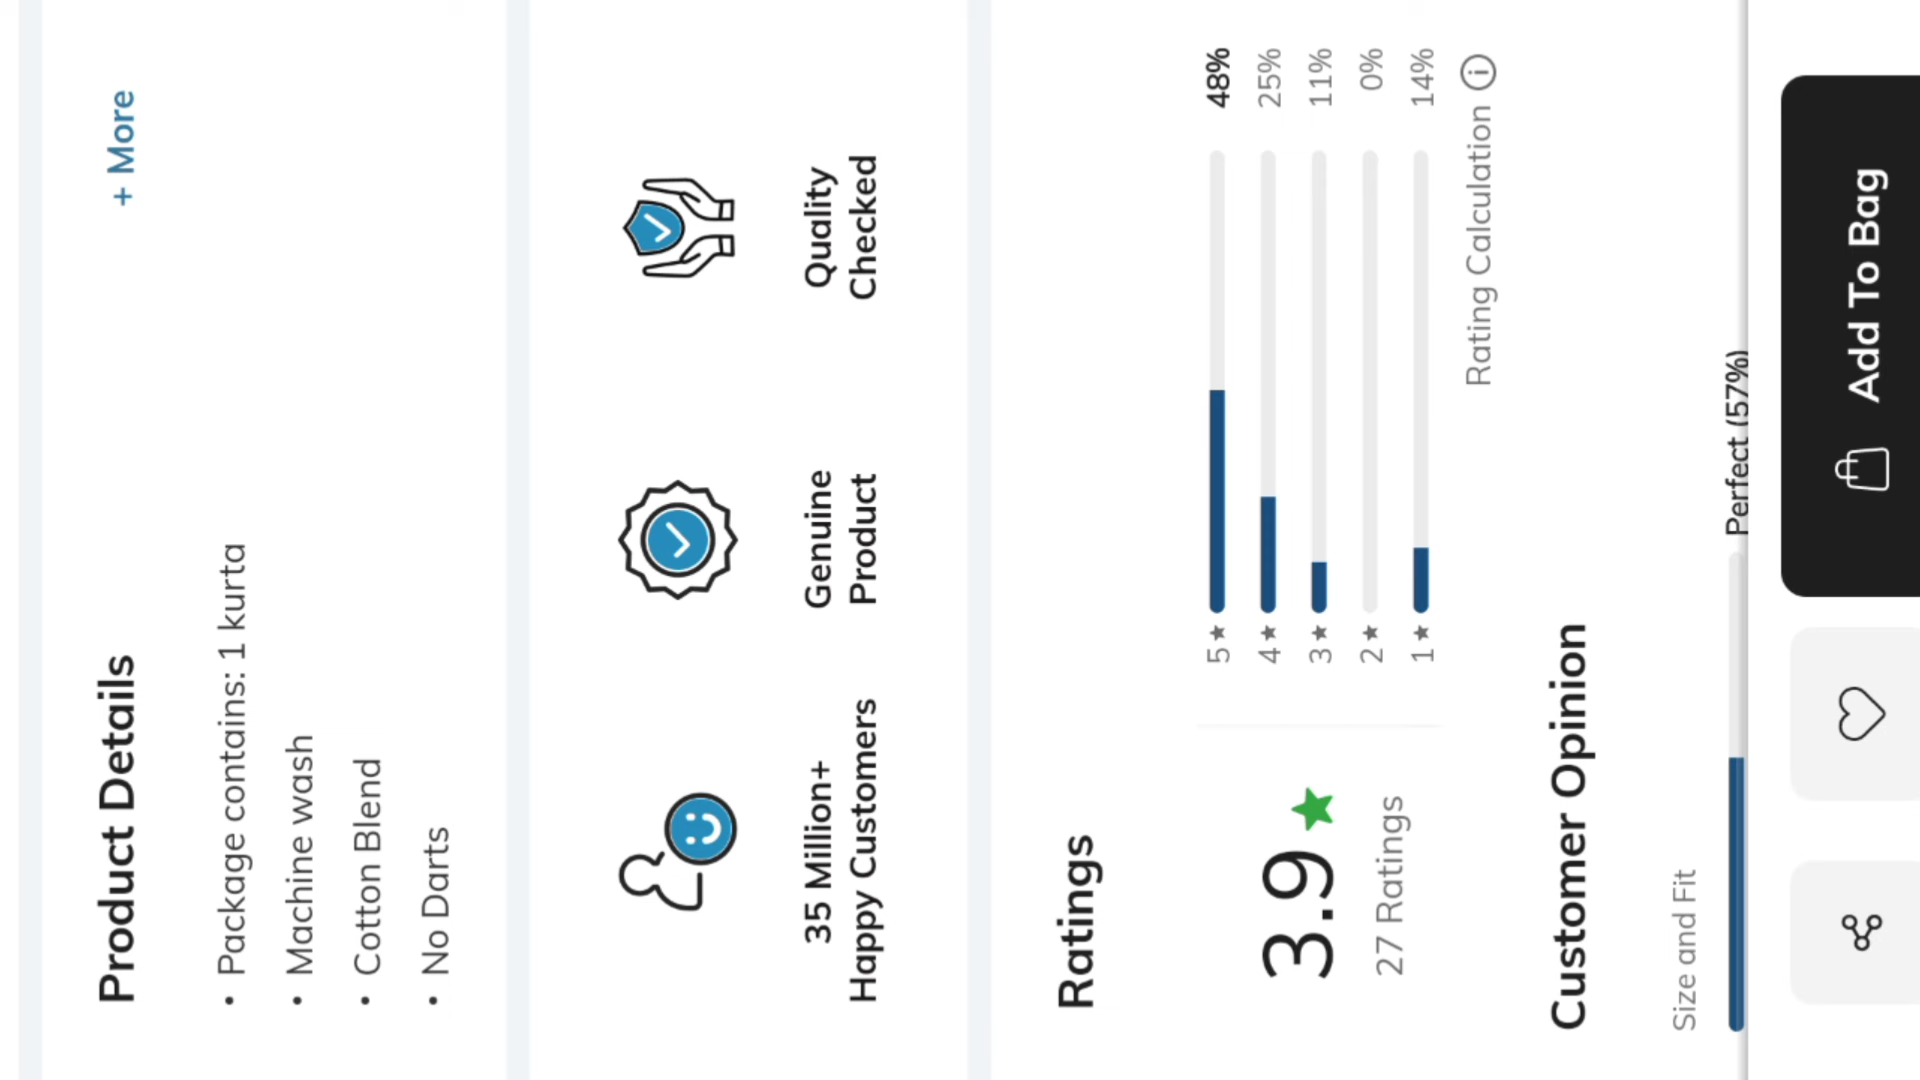 Product Details
+ More
• Package contains: 1 kurta
• Machine wash
• Cotton Blend
• No Darts
35 Million+
Happy Customers
Genuine
Product
Quality
Checked
Ratings
3.9
27 Ratings
5 48%
4 25%
3 11%
2 0%
1 14%
Rating Calculation
Customer Opinion
Size and Fit
Perfect (57%)
Add To Bag